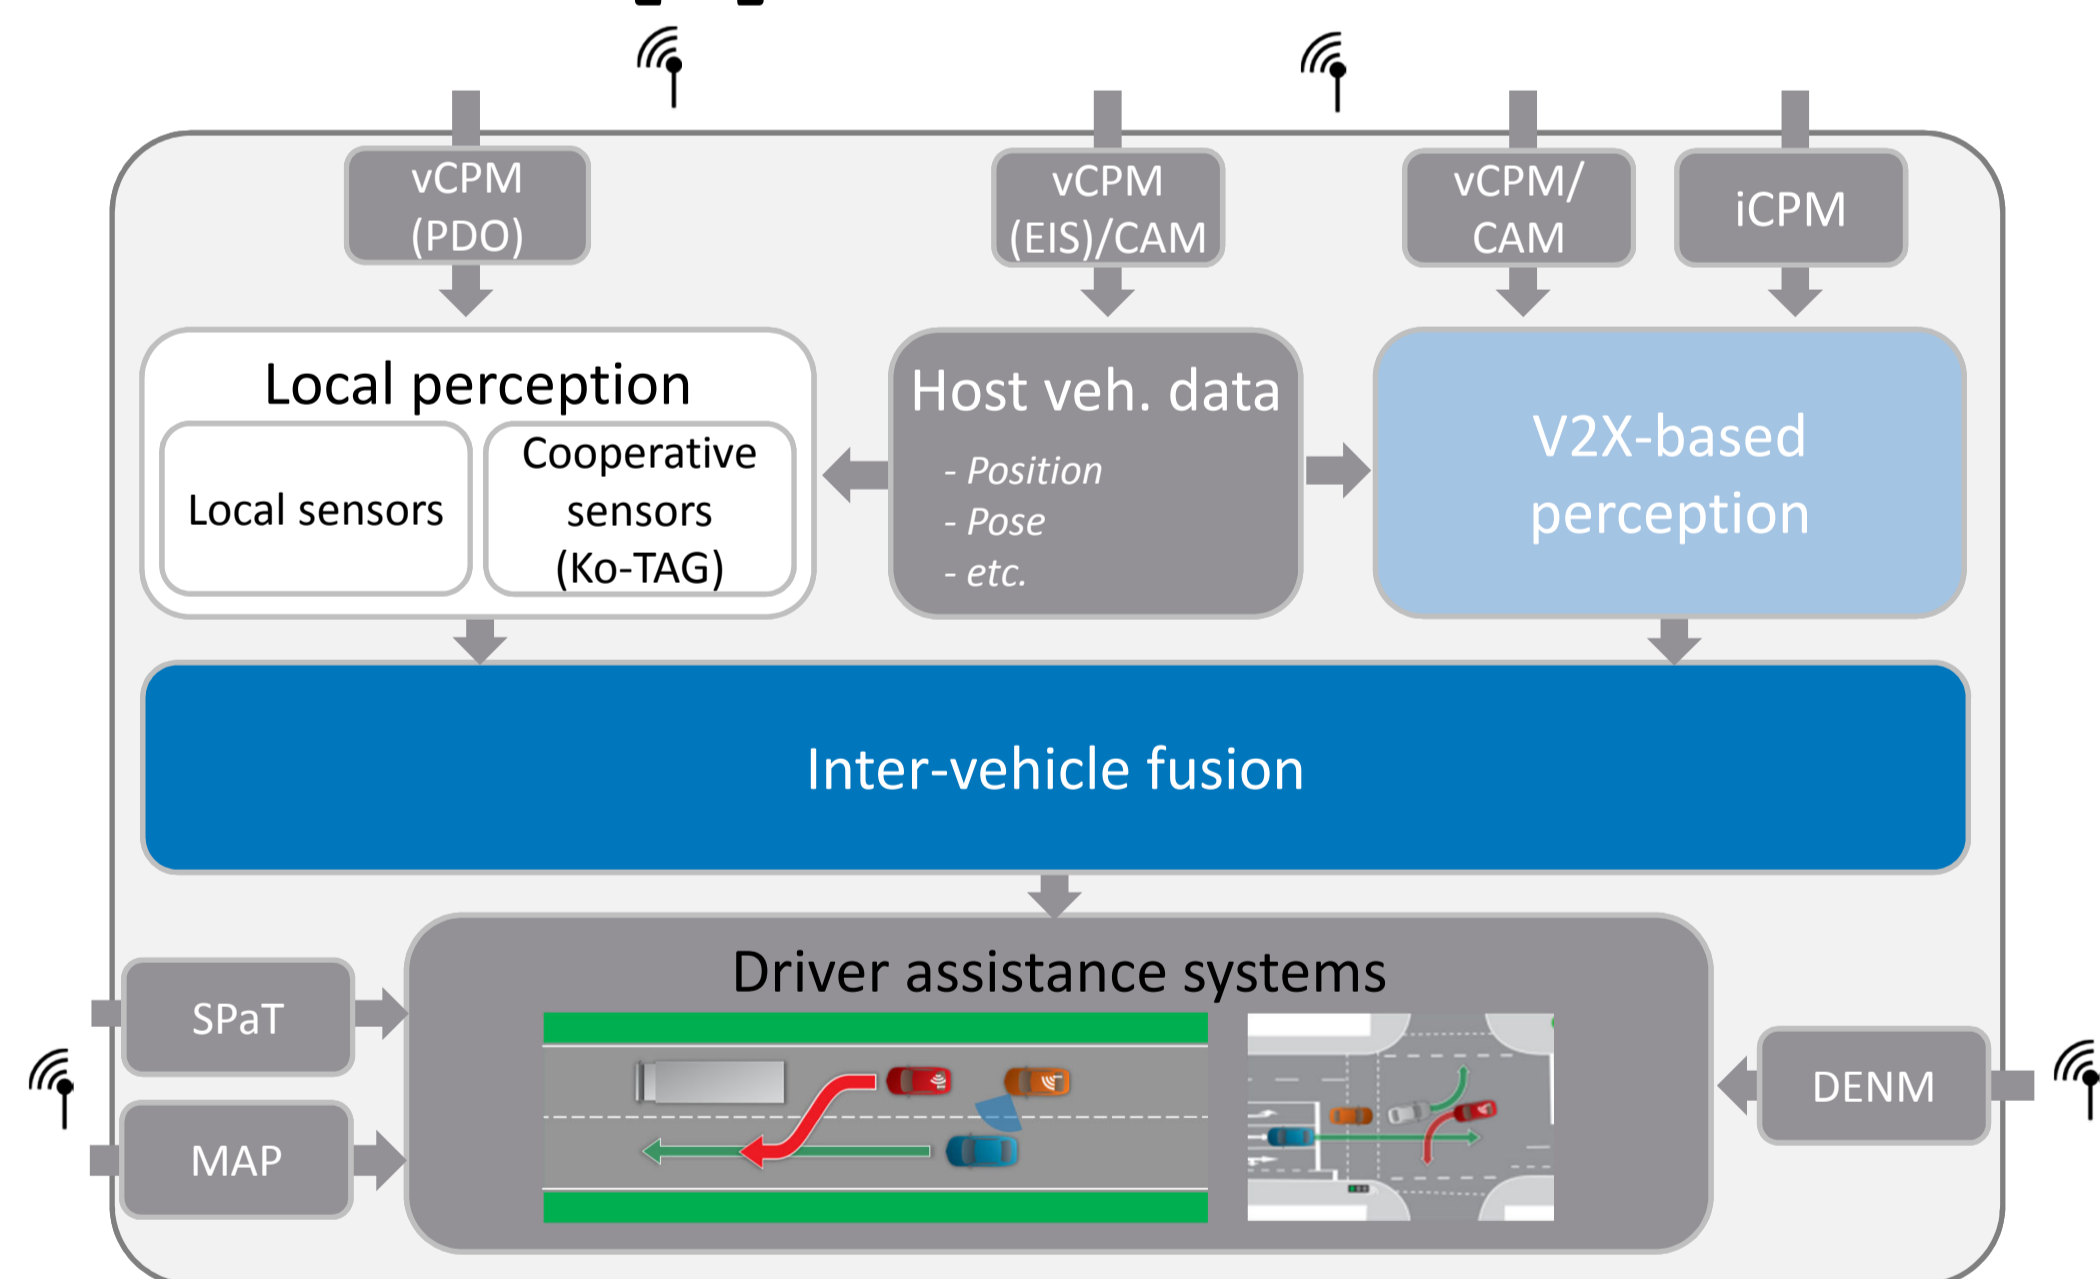 vCPM
(PDO)
vCPM
(EIS)/CAM
vCPM/
CAM
iCPM
Local perception
Local sensors
Cooperative
sensors
(Ko-TAG)
Host veh. data
- Position
- Pose
- etc.
V2X-based
perception
Inter-vehicle fusion
Driver assistance systems
SPaT
MAP
DENM